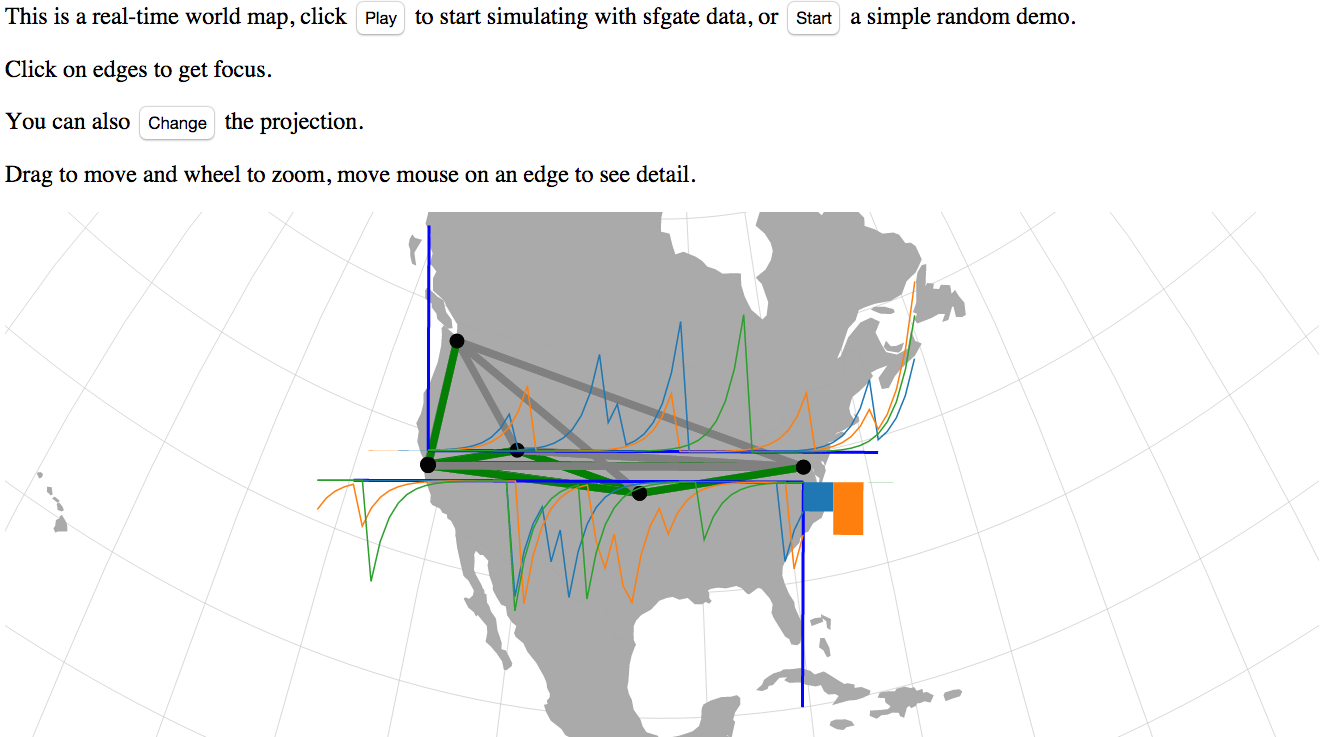 This is a real-time world map, click Play to start simulating with sfgate data, or Start a simple random demo.
Click on edges to get focus.
You can also Change the projection.
Drag to move and wheel to zoom, move mouse on an edge to see detail.